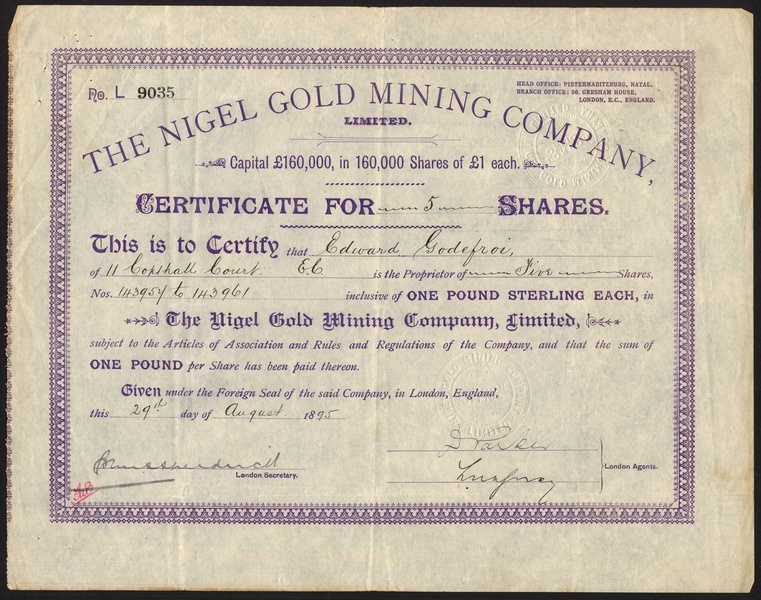 No. L 9035
HEAD OFFICE: PIETERMARITZBURG, NATAL.
BRANCH OFFICE: 98, GRESHAM HOUSE,
LONDON, E.C., ENGLAND.
THE NIGEL GOLD MINING COMPANY,
LIMITED.
Capital £160,000, in 160,000 Shares of £1 each.
CERTIFICATE FOR 5 SHARES.
This is to Certify that Edward Godefroi,
of 11 Copthall Court. EC is the Proprietor of Five Shares,
Nos. 143957 to 143961 inclusive of ONE POUND STERLING EACH, in
The Nigel Gold Mining Company, Limited,
subject to the Articles of Association and Rules and Regulations of the Company, and that the sum of
ONE POUND per Share has been paid thereon.
Given under the Foreign Seal of the said Company, in London, England,
this 29th day of August 1895
London Secretary.
London Agents.